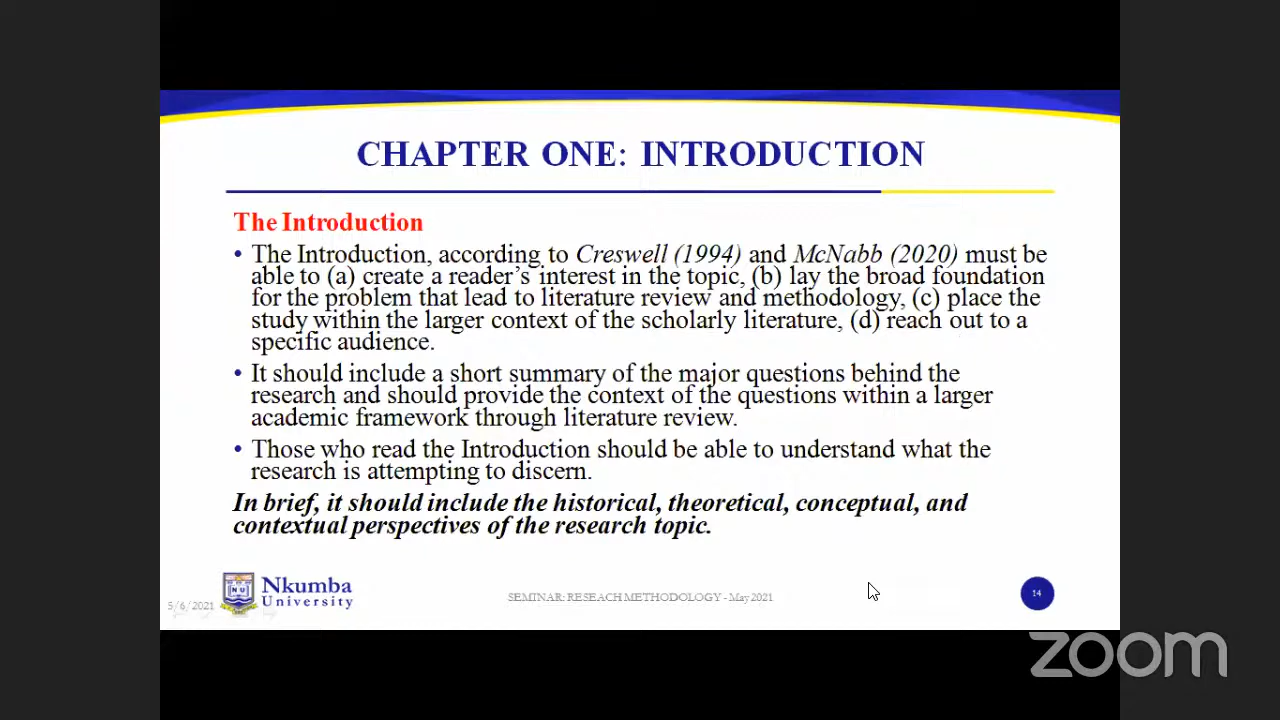 CHAPTER ONE: INTRODUCTION
The Introduction
• The Introduction, according to Creswell (1994) and McNabb (2020) must be
able to (a) create a reader's interest in the topic, (b) lay the broad foundation
for the problem that lead to literature review and methodology, (c) place the
study within the larger context of the scholarly literature, (d) reach out to a
specific audience.
• It should include a short summary of the major questions behind the
research and should provide the context of the questions within a larger
academic framework through literature review.
• Those who read the Introduction should be able to understand what the
research is attempting to discern.
In brief, it should include the historical, theoretical, conceptual, and
contextual perspectives of the research topic.
5/6/2021
NU
Nkumba
University
SEMINAR: RESEACH METHODOLOGY - May 2021
14
zoom